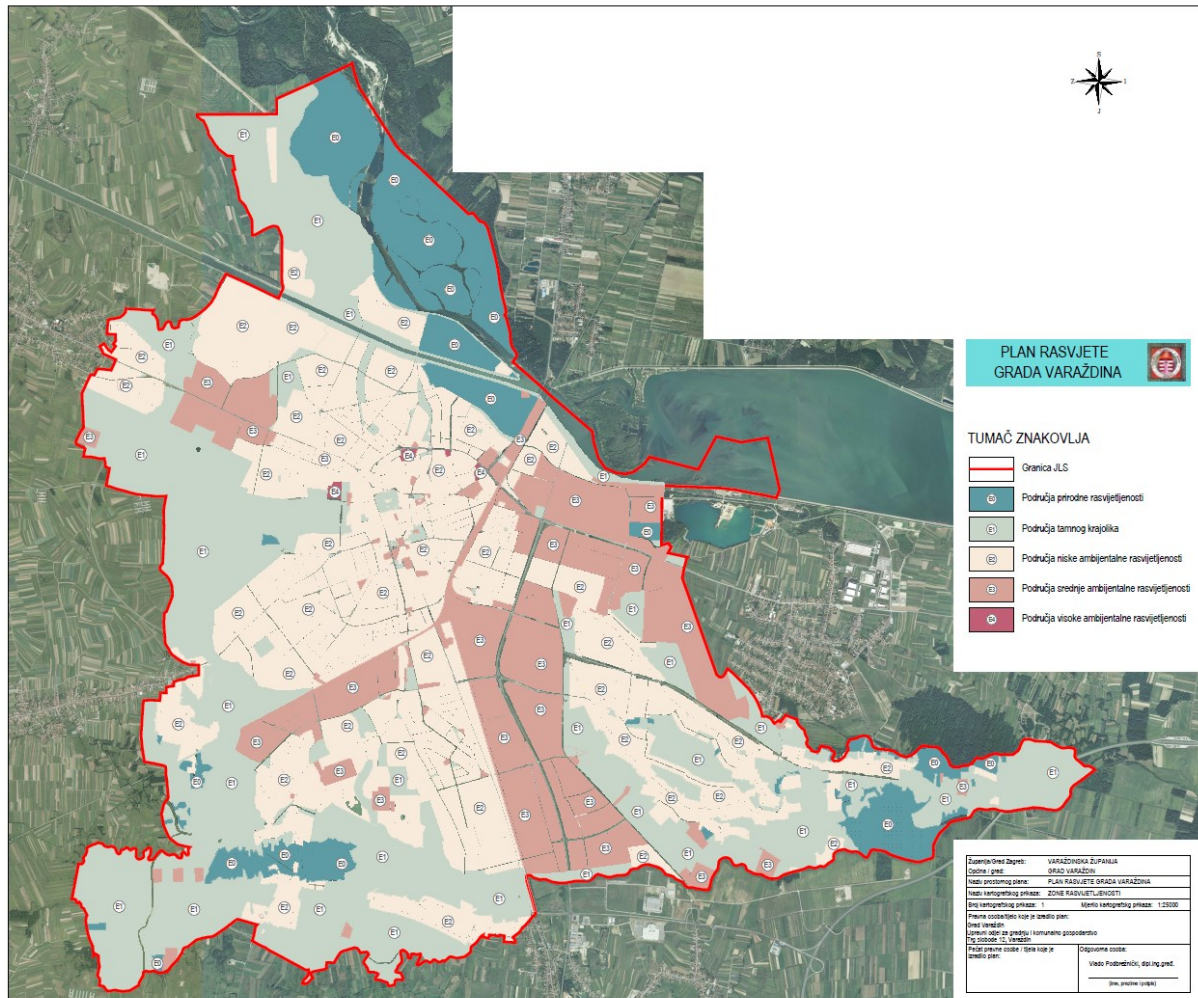 S
Z
I
J
PLAN RASVJETE
GRADA VARAŽDINA
TUMAČ ZNAKOVLJA
Granica JLS
E0 Područja prirodne rasvijetljenosti
E1 Područja tamnog krajolika
E2 Područja niske ambijentalne rasvijetljenosti
E3 Područja srednje ambijentalne rasvijetljenosti
E4 Područja visoke ambijentalne rasvijetljenosti
Županija/Grad Zagreb: VARAŽDINSKA ŽUPANIJA
Općina / grad: GRAD VARAŽDIN
Naziv prostornog plana: PLAN RASVJETE GRADA VARAŽDINA
Naziv kartografskog prikaza: ZONE RASVIJETLJENOSTI
Broj kartografskog prikaza: 1 Mjerilo kartografskog prikaza: 1:25000
Pravna osoba/tijelo koje je izradilo plan:
Grad Varaždin
Upravni odjel za gradnju i komunalno gospodarstvo
Trg slobode 12, Varaždin
Pečat pravne osobe / tijela koje je
izradilo plan:
Odgovorna osoba:
Vlado Podbrežnički, dipl.ing.građ.
(ime, prezime i potpis)